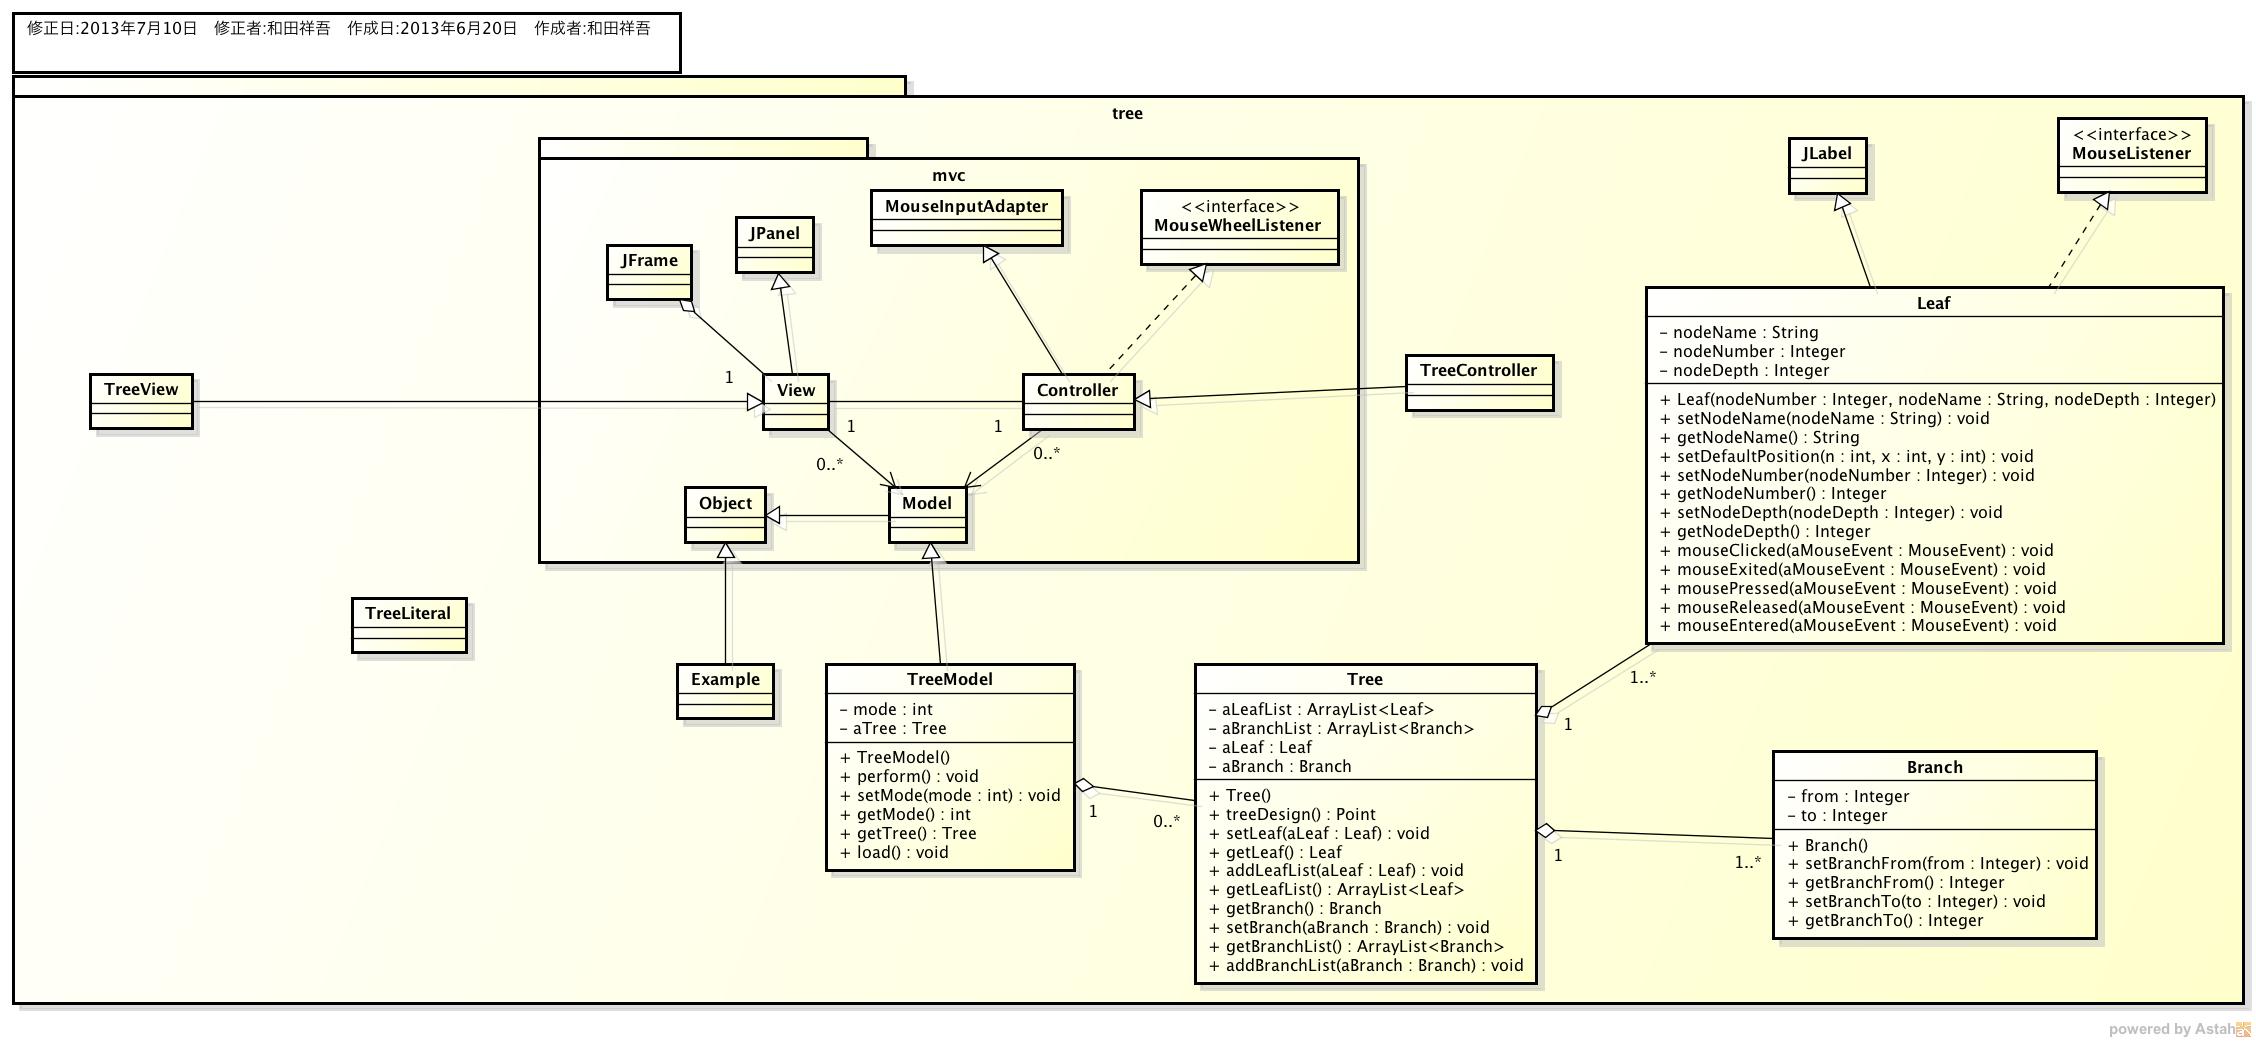 修正日:2013年7月10日　修正者:和田祥吾　作成日:2013年6月20日　作成者:和田祥吾
tree
mvc
JFrame
JPanel
MouseInputAdapter
<<interface>>
MouseWheelListener
JLabel
<<interface>>
MouseListener
TreeView
1
View
1
0..*
Controller
1
0..*
TreeController
Object
Model
TreeLiteral
Example
Leaf
- nodeName : String
- nodeNumber : Integer
- nodeDepth : Integer
+ Leaf(nodeNumber : Integer, nodeName : String, nodeDepth : Integer)
+ setNodeName(nodeName : String) : void
+ getNodeName() : String
+ setDefaultPosition(n : int, x : int, y : int) : void
+ setNodeNumber(nodeNumber : Integer) : void
+ getNodeNumber() : Integer
+ setNodeDepth(nodeDepth : Integer) : void
+ getNodeDepth() : Integer
+ mouseClicked(aMouseEvent : MouseEvent) : void
+ mouseExited(aMouseEvent : MouseEvent) : void
+ mousePressed(aMouseEvent : MouseEvent) : void
+ mouseReleased(aMouseEvent : MouseEvent) : void
+ mouseEntered(aMouseEvent : MouseEvent) : void
TreeModel
- mode : int
- aTree : Tree
+ TreeModel()
+ perform() : void
+ setMode(mode : int) : void
+ getMode() : int
+ getTree() : Tree
+ load() : void
1
0..*
Tree
- aLeafList : ArrayList<Leaf>
- aBranchList : ArrayList<Branch>
- aLeaf : Leaf
- aBranch : Branch
+ Tree()
+ treeDesign() : Point
+ setLeaf(aLeaf : Leaf) : void
+ getLeaf() : Leaf
+ addLeafList(aLeaf : Leaf) : void
+ getLeafList() : ArrayList<Leaf>
+ getBranch() : Branch
+ setBranch(aBranch : Branch) : void
+ getBranchList() : ArrayList<Branch>
+ addBranchList(aBranch : Branch) : void
1..*
1
1
1..*
Branch
- from : Integer
- to : Integer
+ Branch()
+ setBranchFrom(from : Integer) : void
+ getBranchFrom() : Integer
+ setBranchTo(to : Integer) : void
+ getBranchTo() : Integer
powered by Astah